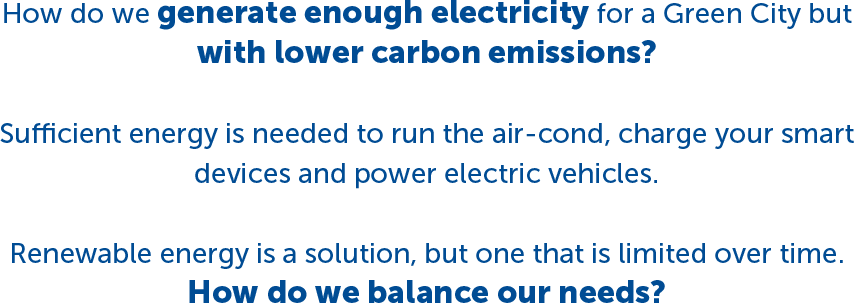 How do we generate enough electricity for a Green City but
with lower carbon emissions?
Sufficient energy is needed to run the air-cond, charge your smart
devices and power electric vehicles.
Renewable energy is a solution, but one that is limited over time.
How do we balance our needs?